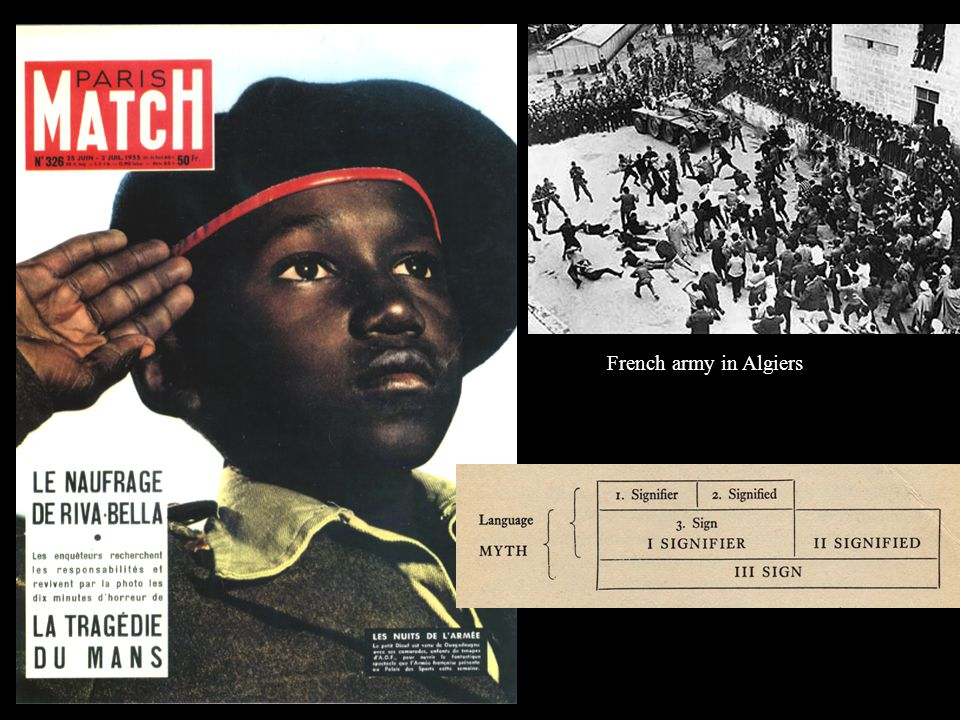 PARIS
MATCH
N° 326 25 JUIN - 2 JUIL. 1955 50 Fr.
LE NAUFRAGE
DE RIVA-BELLA
•
Les enquêteurs recherchent
les responsabilités et
revivent par la photo les
dix minutes d'horreur de
LA TRAGÉDIE
DU MANS
LES NUITS DE L'ARMÉE
Le petit Diouf est venu de Ouagadougou
avec ses camarades, enfants de troupes
d'A.O.F., pour ouvrir le fantastique
spectacle que l'Armée française présente
au Palais des Sports cette semaine.
French army in Algiers
Language
MYTH
1. Signifier 2. Signified
3. Sign
I SIGNIFIER II SIGNIFIED
III SIGN